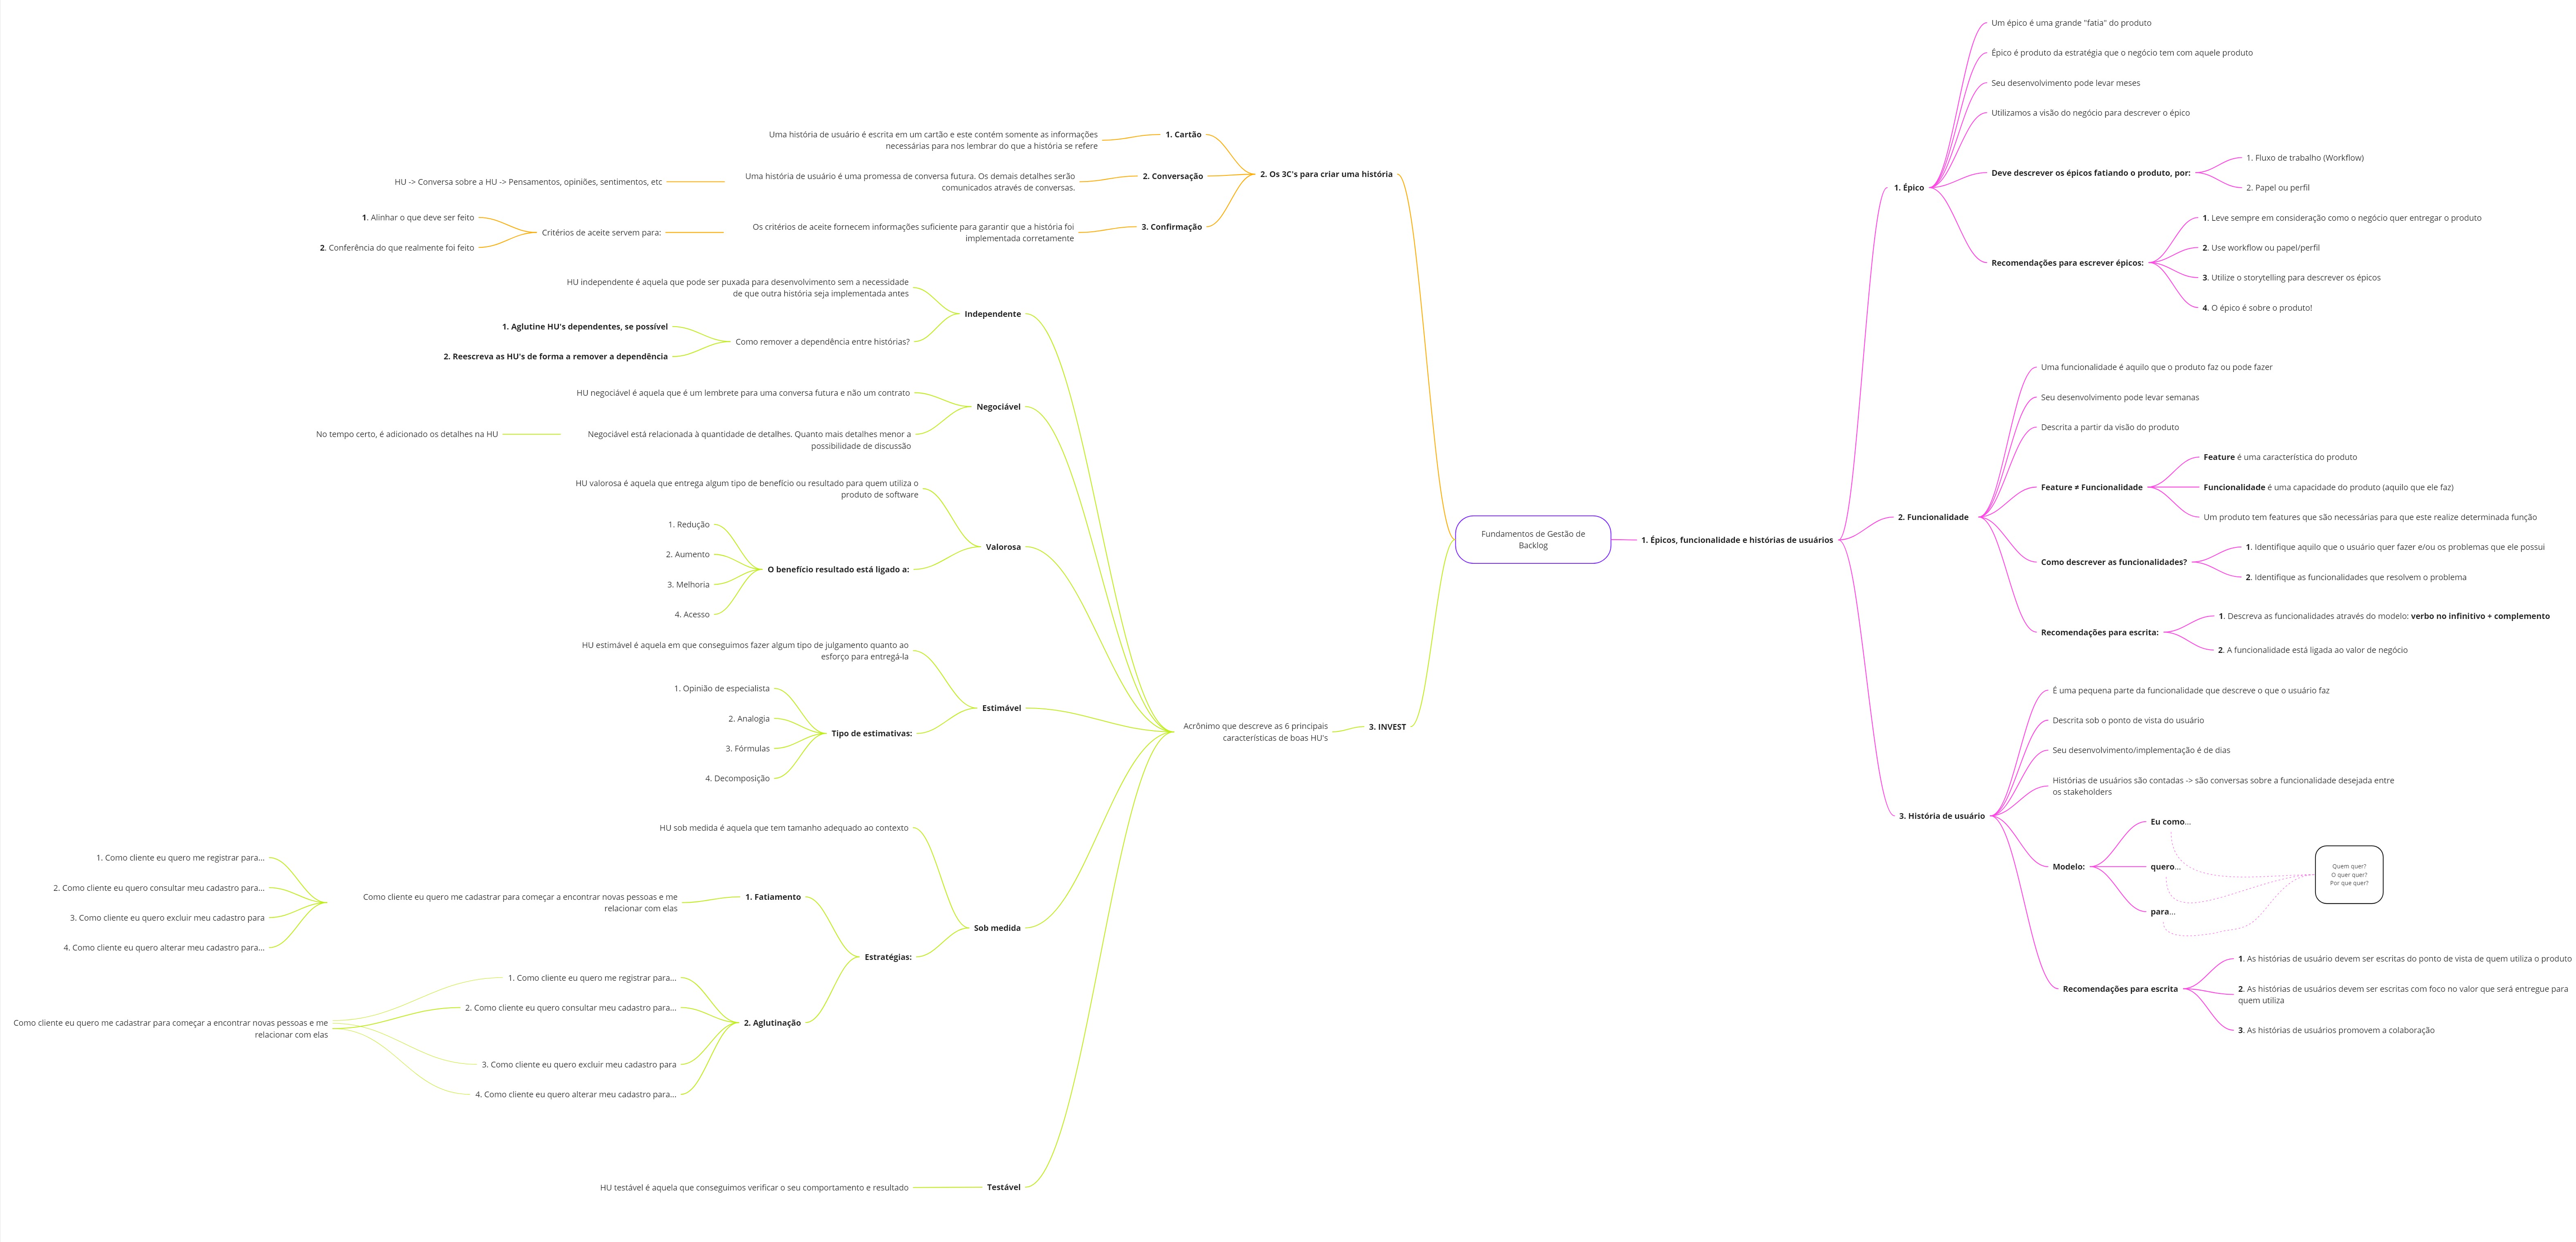 Fundamentos de Gestão de
Backlog
1. Épicos, funcionalidade e histórias de usuários
1. Épico
Um épico é uma grande "fatia" do produto
Épico é produto da estratégia que o negócio tem com aquele produto
Seu desenvolvimento pode levar meses
Utilizamos a visão do negócio para descrever o épico
Deve descrever os épicos fatiando o produto, por:
1. Fluxo de trabalho (Workflow)
2. Papel ou perfil
Recomendações para escrever épicos:
1. Leve sempre em consideração como o negócio quer entregar o produto
2. Use workflow ou papel/perfil
3. Utilize o storytelling para descrever os épicos
4. O épico é sobre o produto!
2. Funcionalidade
Uma funcionalidade é aquilo que o produto faz ou pode fazer
Seu desenvolvimento pode levar semanas
Descrita a partir da visão do produto
Feature ≠ Funcionalidade
Feature é uma característica do produto
Funcionalidade é uma capacidade do produto (aquilo que ele faz)
Um produto tem features que são necessárias para que este realize determinada função
Como descrever as funcionalidades?
1. Identifique aquilo que o usuário quer fazer e/ou os problemas que ele possui
2. Identifique as funcionalidades que resolvem o problema
Recomendações para escrita:
1. Descreva as funcionalidades através do modelo: verbo no infinitivo + complemento
2. A funcionalidade está ligada ao valor de negócio
3. História de usuário
É uma pequena parte da funcionalidade que descreve o que o usuário faz
Descrita sob o ponto de vista do usuário
Seu desenvolvimento/implementação é de dias
Histórias de usuários são contadas -> são conversas sobre a funcionalidade desejada entre
os stakeholders
Modelo:
Eu como...
quero...
para...
Quem quer?
O quer quer?
Por que quer?
Recomendações para escrita
1. As histórias de usuário devem ser escritas do ponto de vista de quem utiliza o produto
2. As histórias de usuários devem ser escritas com foco no valor que será entregue para
quem utiliza
3. As histórias de usuários promovem a colaboração
2. Os 3C's para criar uma história
1. Cartão
Uma história de usuário é escrita em um cartão e este contém somente as informações
necessárias para nos lembrar do que a história se refere
2. Conversação
Uma história de usuário é uma promessa de conversa futura. Os demais detalhes serão
comunicados através de conversas.
HU -> Conversa sobre a HU -> Pensamentos, opiniões, sentimentos, etc
3. Confirmação
Os critérios de aceite fornecem informações suficiente para garantir que a história foi
implementada corretamente
Critérios de aceite servem para:
1. Alinhar o que deve ser feito
2. Conferência do que realmente foi feito
3. INVEST
Acrônimo que descreve as 6 principais
características de boas HU's
Independente
HU independente é aquela que pode ser puxada para desenvolvimento sem a necessidade
de que outra história seja implementada antes
Como remover a dependência entre histórias?
1. Aglutine HU's dependentes, se possível
2. Reescreva as HU's de forma a remover a dependência
Negociável
HU negociável é aquela que é um lembrete para uma conversa futura e não um contrato
Negociável está relacionada à quantidade de detalhes. Quanto mais detalhes menor a
possibilidade de discussão
No tempo certo, é adicionado os detalhes na HU
Valorosa
HU valorosa é aquela que entrega algum tipo de benefício ou resultado para quem utiliza o
produto de software
O benefício resultado está ligado a:
1. Redução
2. Aumento
3. Melhoria
4. Acesso
Estimável
HU estimável é aquela em que conseguimos fazer algum tipo de julgamento quanto ao
esforço para entregá-la
Tipo de estimativas:
1. Opinião de especialista
2. Analogia
3. Fórmulas
4. Decomposição
Sob medida
HU sob medida é aquela que tem tamanho adequado ao contexto
Estratégias:
1. Fatiamento
Como cliente eu quero me cadastrar para começar a encontrar novas pessoas e me
relacionar com elas
1. Como cliente eu quero me registrar para...
2. Como cliente eu quero consultar meu cadastro para...
3. Como cliente eu quero excluir meu cadastro para
4. Como cliente eu quero alterar meu cadastro para...
2. Aglutinação
1. Como cliente eu quero me registrar para...
2. Como cliente eu quero consultar meu cadastro para...
3. Como cliente eu quero excluir meu cadastro para
4. Como cliente eu quero alterar meu cadastro para...
Como cliente eu quero me cadastrar para começar a encontrar novas pessoas e me
relacionar com elas
Testável
HU testável é aquela que conseguimos verificar o seu comportamento e resultado